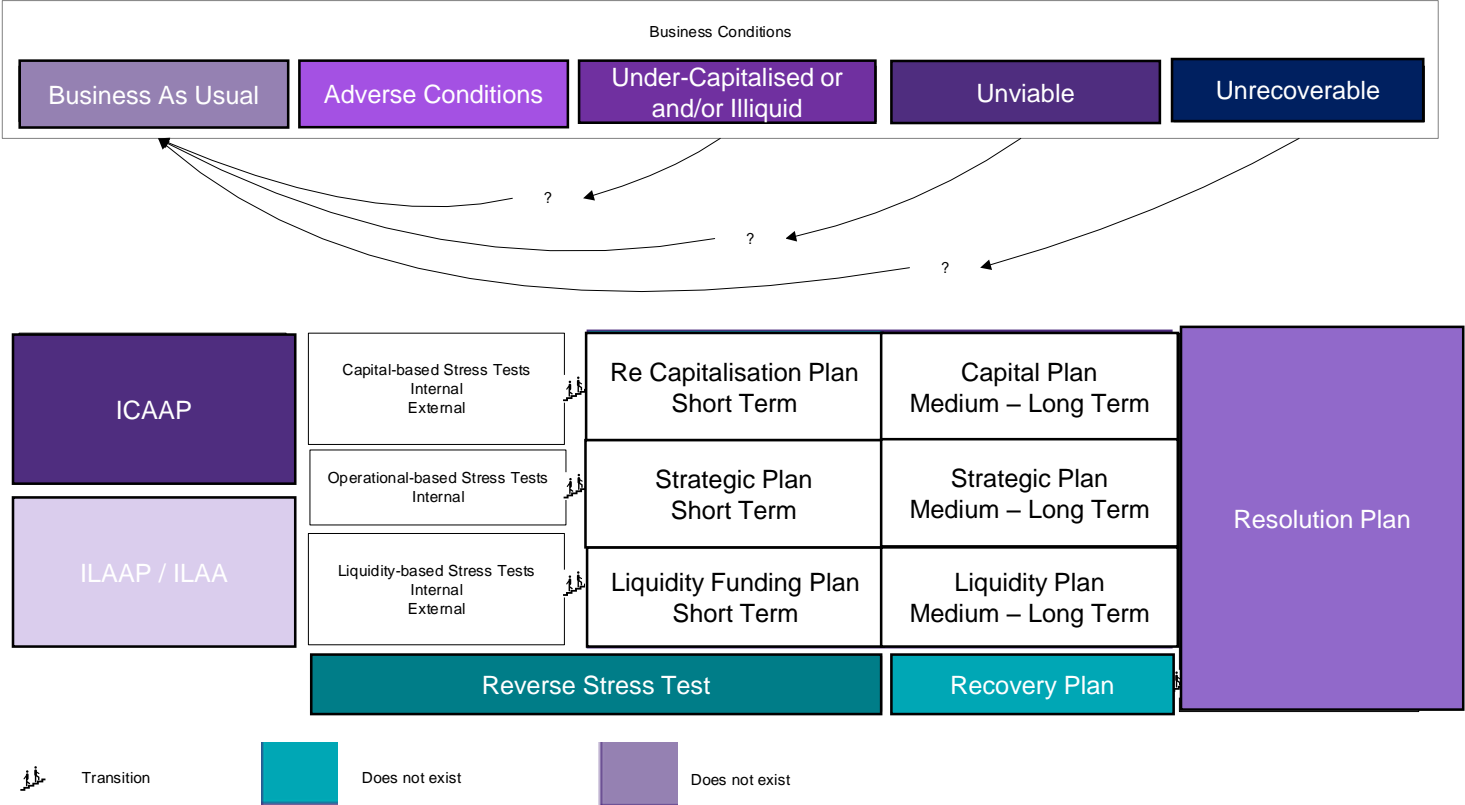 Business Conditions
Business As Usual
Adverse Conditions
Under-Capitalised or
and/or Illiquid
Unviable
Unrecoverable
?
?
?
ICAAP
ILAAP / ILAA
Capital-based Stress Tests
Internal
External
Operational-based Stress Tests
Internal
Liquidity-based Stress Tests
Internal
External
Re Capitalisation Plan
Short Term
Capital Plan
Medium – Long Term
Strategic Plan
Short Term
Strategic Plan
Medium – Long Term
Liquidity Funding Plan
Short Term
Liquidity Plan
Medium – Long Term
Resolution Plan
Reverse Stress Test
Recovery Plan
Transition
Does not exist
Does not exist